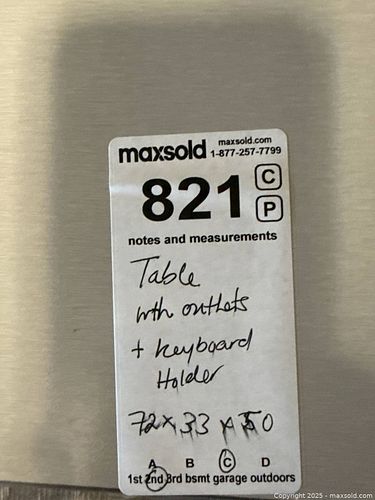 maxsold maxsold.com
1-877-257-7799
821 C
P
notes and measurements
Table
with outlets
+ Keyboard
Holder
72 x 33 x
A B C D
1st 2nd 3rd bsmt garage outdoors
© Copyright 2025 - maxsold.com